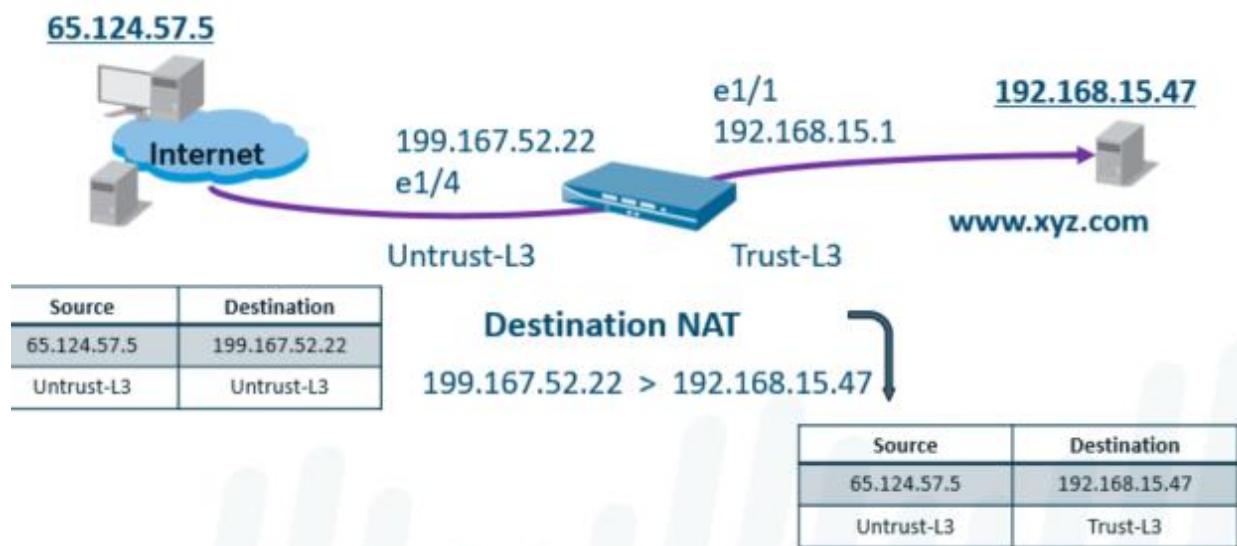 65.124.57.5
Internet
199.167.52.22
e1/4
e1/1
192.168.15.1
192.168.15.47
www.xyz.com
Untrust-L3
Trust-L3
Source Destination
65.124.57.5 199.167.52.22
Untrust-L3 Untrust-L3
Destination NAT
199.167.52.22 > 192.168.15.47
Source Destination
65.124.57.5 192.168.15.47
Untrust-L3 Trust-L3